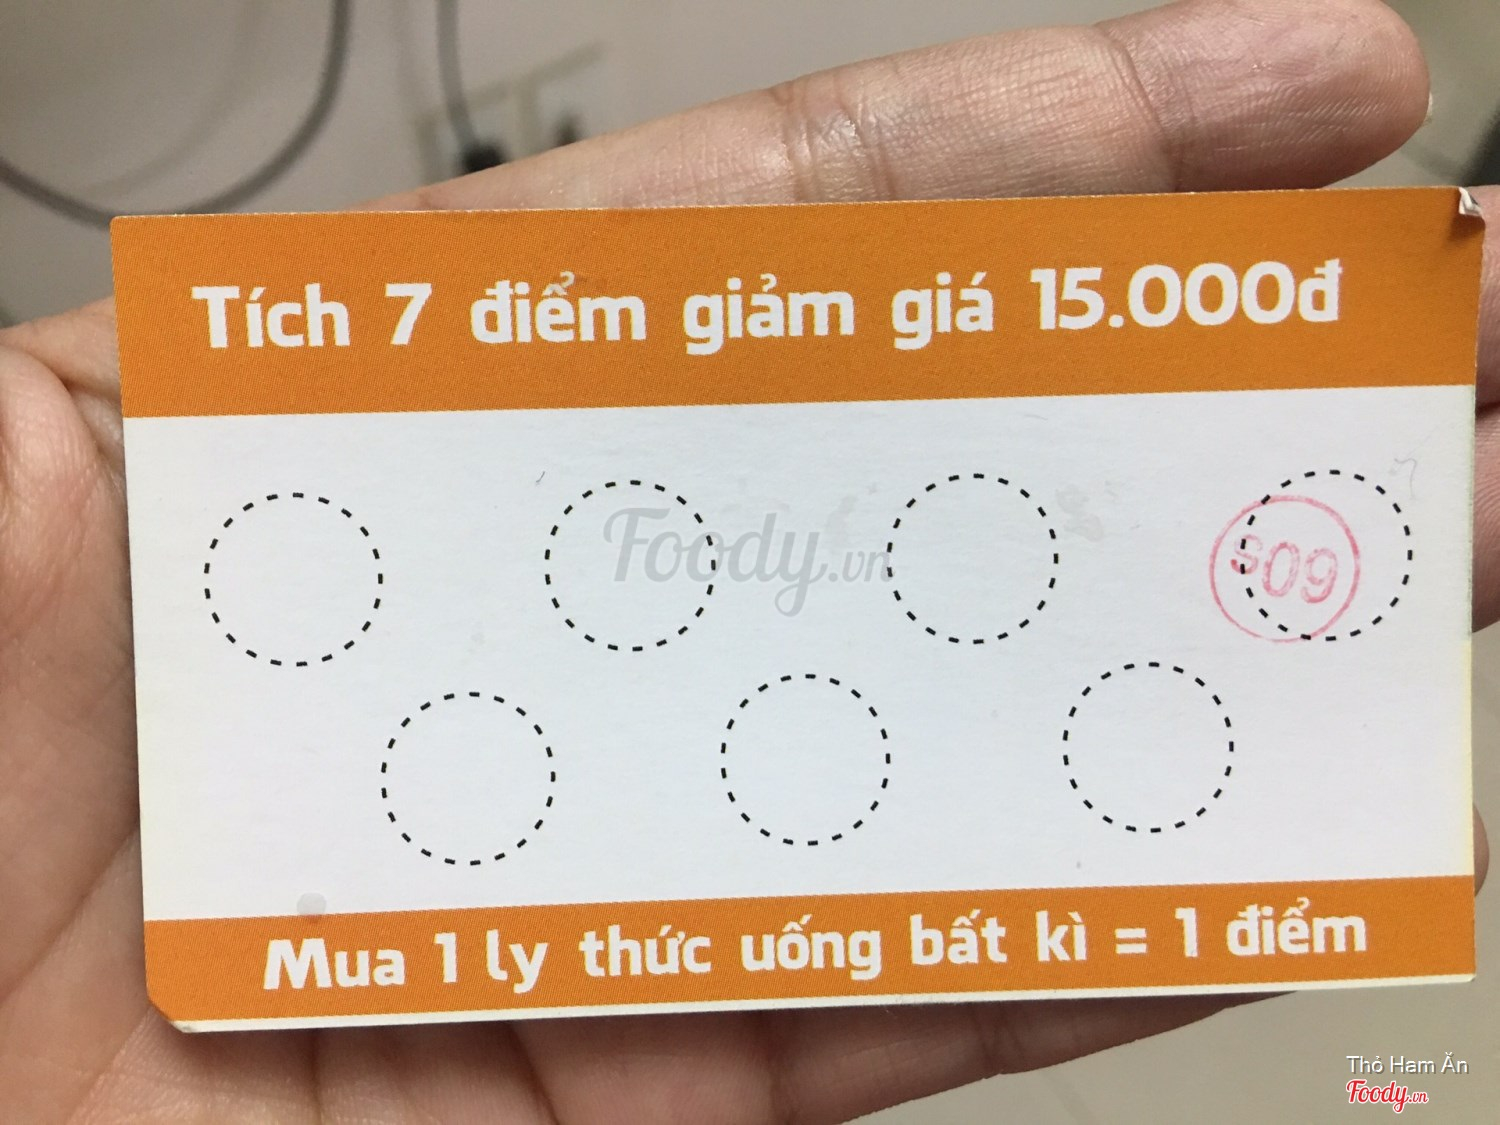 Tích 7 điểm giảm giá 15.000đ
Foody.vn
Mua 1 ly thức uống bất kì = 1 điểm
Thỏ Ham Ăn
Foody.vn